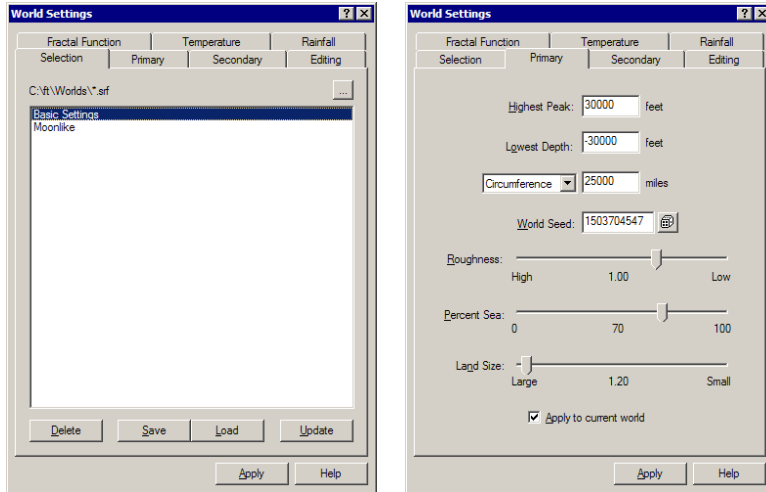 World Settings
Fractal Function Temperature Rainfall
Selection Primary Secondary Editing
C:\ft\Worlds\*.srf ...
Basic Settings
Moonlike
Delete Save Load Update
Apply Help
World Settings
Fractal Function Temperature Rainfall
Selection Primary Secondary Editing
Highest Peak: 30000 feet
Lowest Depth: -30000 feet
Circumference 25000 miles
World Seed: 1503704547
Roughness:
High 1.00 Low
Percent Sea:
0 70 100
Land Size:
Large 1.20 Small
Apply to current world
Apply Help